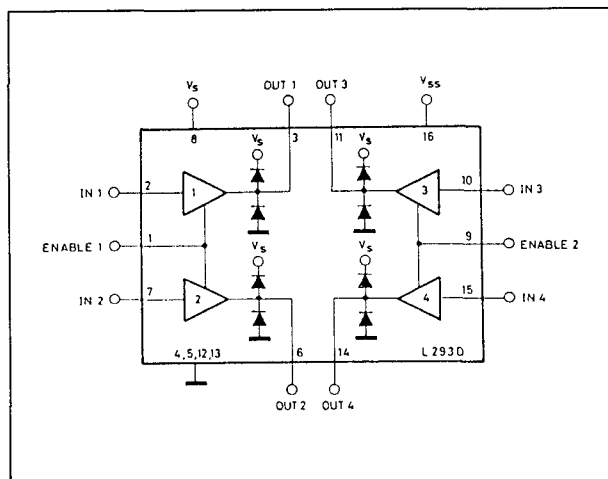 OUT 1 OUT 3
Vs Vss
8 Vs 3 11 Vs 16
IN 1 2 1 3 10 IN 3
ENABLE 1 1 9 ENABLE 2
Vs Vs
IN 2 7 2 4 15 IN 4
4,5,12,13 6 14 L293D
OUT 2 OUT 4